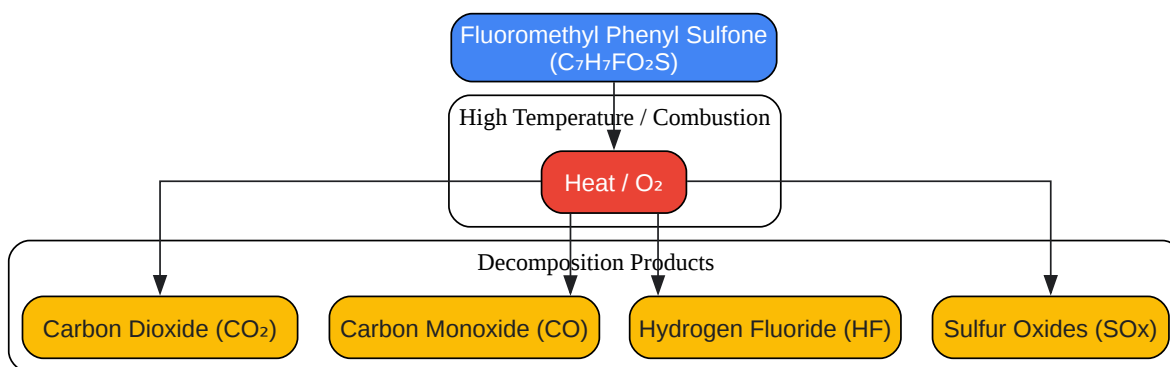 Fluoromethyl Phenyl Sulfone
(C₇H₇FO₂S)
High Temperature / Combustion
Heat / O₂
Decomposition Products
Carbon Dioxide (CO₂)
Carbon Monoxide (CO)
Hydrogen Fluoride (HF)
Sulfur Oxides (SOx)